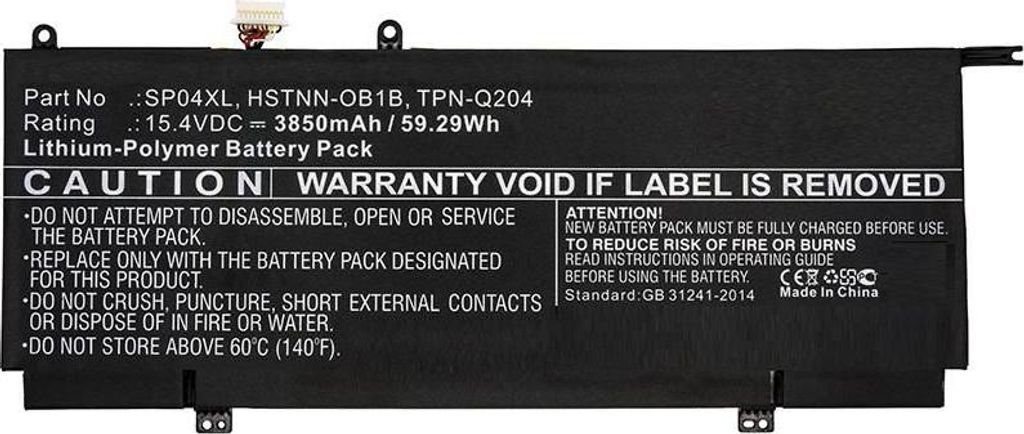 Part No .:SP04XL, HSTNN-OB1B, TPN-Q204
Rating .:15.4VDC ⎓ 3850mAh / 59.29Wh
Lithium-Polymer Battery Pack
CAUTION WARRANTY VOID IF LABEL IS REMOVED
·DO NOT ATTEMPT TO DISASSEMBLE, OPEN OR SERVICE
THE BATTERY PACK.
·REPLACE ONLY WITH THE BATTERY PACK DESIGNATED
FOR THIS PRODUCT.
·DO NOT CRUSH, PUNCTURE, SHORT EXTERNAL CONTACTS
OR DISPOSE OF IN FIRE OR WATER.
·DO NOT STORE ABOVE 60℃ (140℉).
ATTENTION!
NEW BATTERY PACK MUST BE FULLY CHARGED BEFORE USE.
TO REDUCE RISK OF FIRE OR BURNS
READ INSTRUCTIONS IN OPERATING GUIDE
BEFORE USING THE BATTERY.
Standard:GB 31241-2014
CE
Made In China